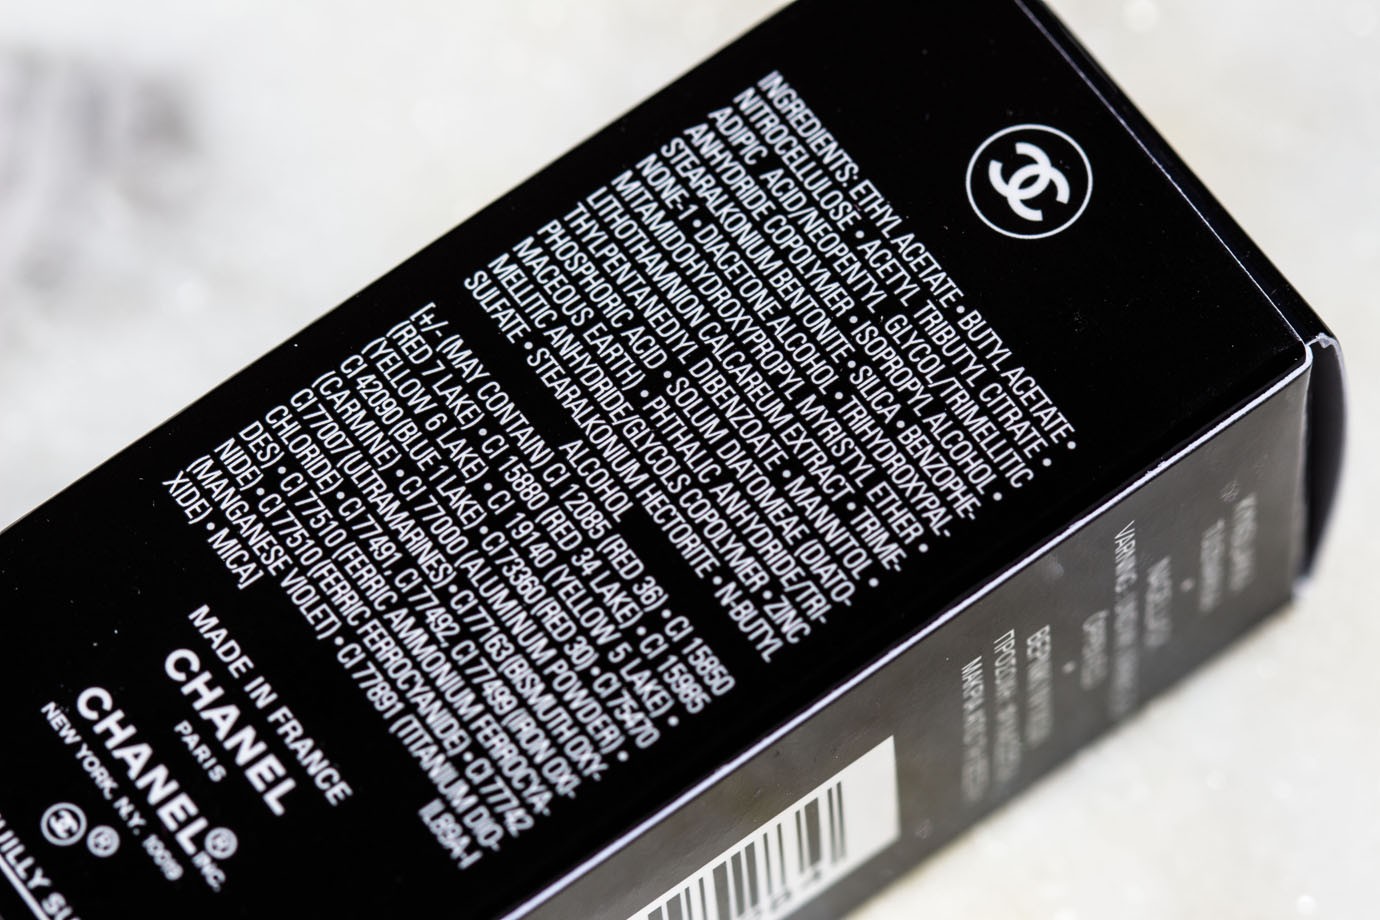 INGREDIENTS: ETHYL ACETATE • BUTYL ACETATE •
NITROCELLULOSE • ACETYL TRIBUTYL CITRATE •
ADIPIC ACID/NEOPENTYL GLYCOL/TRIMELLITIC
ANHYDRIDE COPOLYMER • ISOPROPYL ALCOHOL •
STEARALKONIUM BENTONITE • SILICA • BENZOPHE-
NONE-1 • DIACETONE ALCOHOL • TRIHYDROXYPAL-
MITAMIDOHYDROXYPROPYL MYRISTYL ETHER •
LITHOTHAMNION CALCAREUM EXTRACT • TRIME-
THYLPENTANEDIYL DIBENZOATE • MANNITOL •
PHOSPHORIC ACID • SOLUM DIATOMEAE (DIATO-
MACEOUS EARTH) • PHTHALIC ANHYDRIDE/TRI-
MELLITIC ANHYDRIDE/GLYCOLS COPOLYMER • ZINC
SULFATE • STEARALKONIUM HECTORITE • N-BUTYL
ALCOHO
[+/- (MAY CONTAIN) CI 12085 (RED 36) • CI 15850
(RED 7 LAKE) • CI 15880 (RED 34 LAKE) • CI 15985
YELLOW 6 LAKE) • CI 19140 (YELLOW 5 LAKE) •
CI 42090 (BLUE 1 LAKE) • CI 73360 (RED 30) • CI 75470
(CARMINE) • CI 77000 (ALUMINUM POWDER) •
CI 77007 (ULTRAMARINES) • CI 77163 (BISMUTH OXY-
CHLORIDE) • CI 77491, CI 77492, CI 77499 (IRON OXI-
DES) • CI 77510 (FERRIC AMMONIUM FERROCYA-
NIDE) • CI 77510 (FERRIC FERROCYANIDE) • CI 77742
(MANGANESE VIOLET) • CI 77891 (TITANIUM DIO-
XIDE) • MICA]
1L89A-1
MADE IN FRANCE
CHANEL
PARIS
CHANEL® INC.
NEW YORK, N.Y. 10019
®